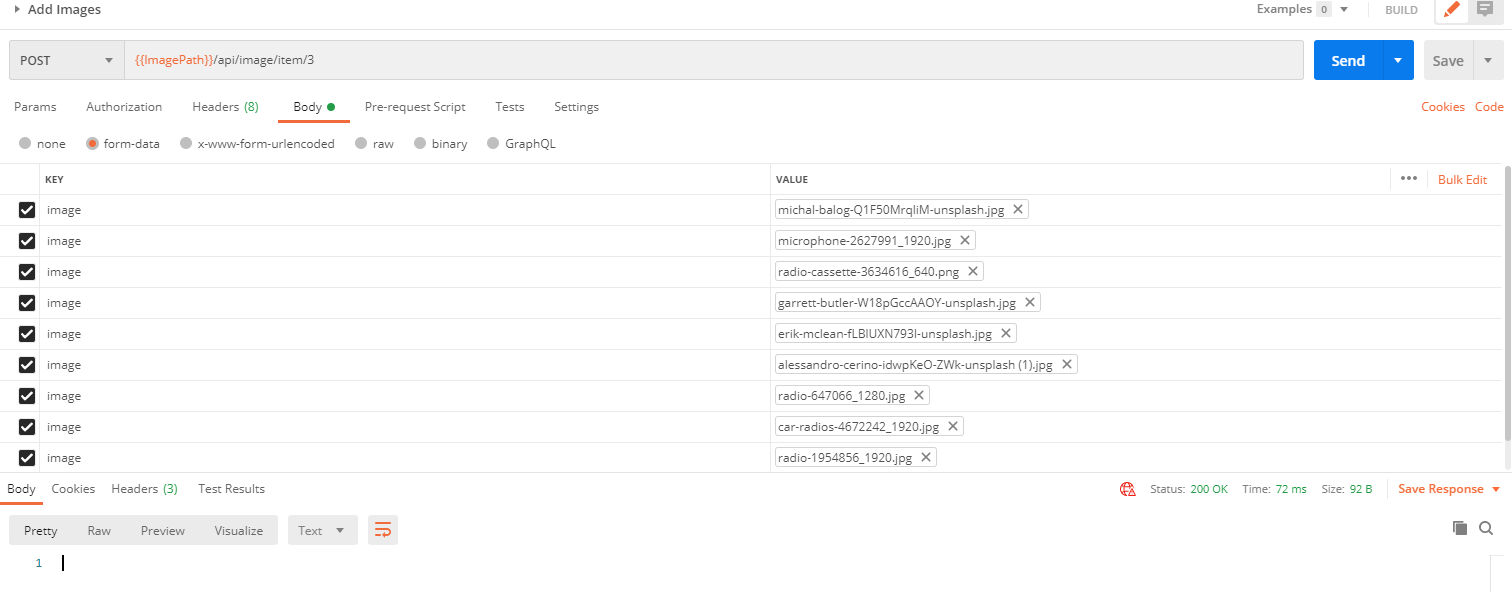 Add Images Examples 0 BUILD
POST {{ImagePath}}/api/image/item/3 Send Save
Params Authorization Headers (8) Body Pre-request Script Tests Settings Cookies Code
none form-data x-www-form-urlencoded raw binary GraphQL
KEY VALUE ••• Bulk Edit
image michal-balog-Q1F50MrqliM-unsplash.jpg
image microphone-2627991_1920.jpg
image radio-cassette-3634616_640.png
image garrett-butler-W18pGccAAOY-unsplash.jpg
image erik-mclean-fLBIUXN793I-unsplash.jpg
image alessandro-cerino-idwpKeO-ZWk-unsplash (1).jpg
image radio-647066_1280.jpg
image car-radios-4672242_1920.jpg
image radio-1954856_1920.jpg
Body Cookies Headers (3) Test Results Status: 200 OK Time: 72 ms Size: 92 B Save Response
Pretty Raw Preview Visualize Text
1